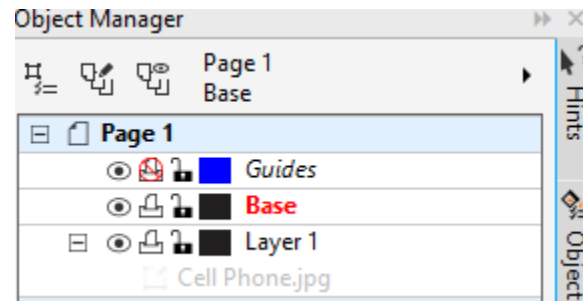 Object Manager
Page 1
Base
Page 1
Guides
Base
Layer 1
Cell Phone.jpg
Hints
Object